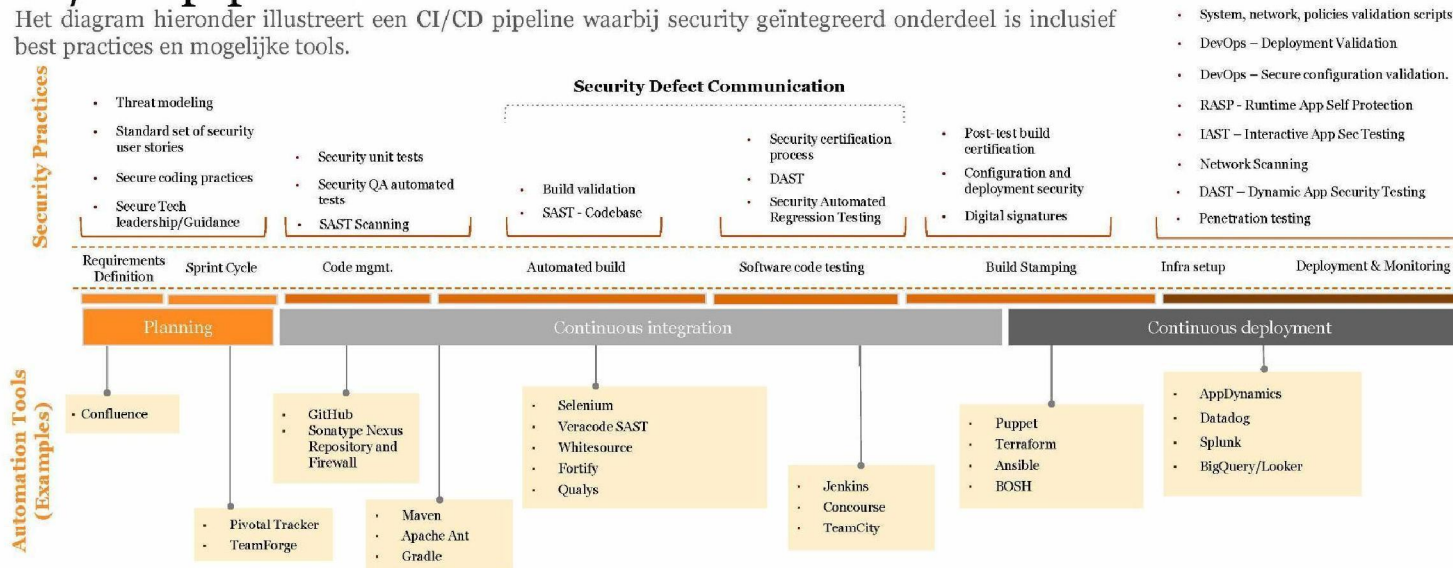 Het diagram hieronder illustreert een CI/CD pipeline waarbij security geïntegreerd onderdeel is inclusief
best practices en mogelijke tools.
Security Practices
• Threat modeling
• Standard set of security
user stories
• Secure coding practices
• Secure Tech
leadership/Guidance
• Security unit tests
• Security QA automated
tests
• SAST Scanning
Security Defect Communication
• Build validation
• SAST - Codebase
• Security certification
process
• DAST
• Security Automated
Regression Testing
• Post-test build
certification
• Configuration and
deployment security
• Digital signatures
• System, network, policies validation scripts
• DevOps – Deployment Validation
• DevOps – Secure configuration validation.
• RASP - Runtime App Self Protection
• IAST – Interactive App Sec Testing
• Network Scanning
• DAST – Dynamic App Security Testing
• Penetration testing
Requirements
Definition
Sprint Cycle
Code mgmt.
Automated build
Software code testing
Build Stamping
Infra setup
Deployment & Monitoring
Planning
Continuous integration
Continuous deployment
Automation Tools
(Examples)
• Confluence
• Pivotal Tracker
• TeamForge
• GitHub
• Sonatype Nexus
Repository and
Firewall
• Maven
• Apache Ant
• Gradle
• Selenium
• Veracode SAST
• Whitesource
• Fortify
• Qualys
• Jenkins
• Concourse
• TeamCity
• Puppet
• Terraform
• Ansible
• BOSH
• AppDynamics
• Datadog
• Splunk
• BigQuery/Looker